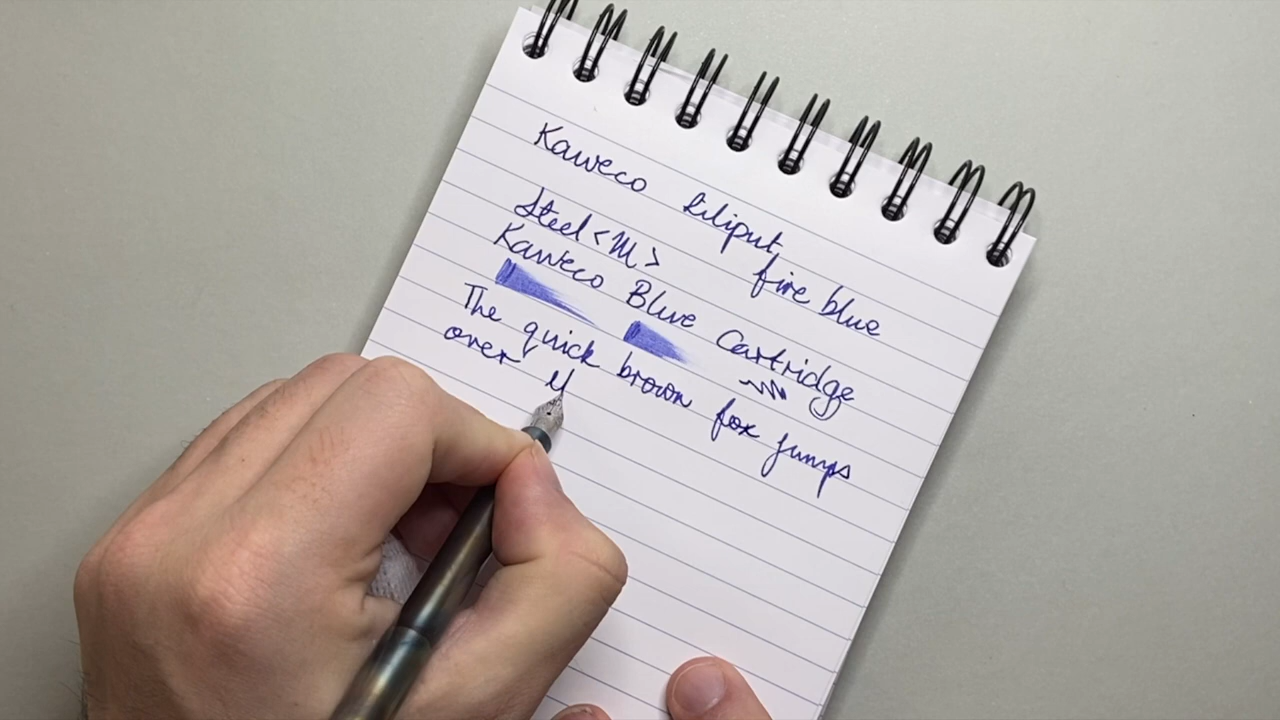 Kaweco Liliput
fire blue
Steel <M>
Kaweco Blue Cartridge
The quick brown fox jumps
over